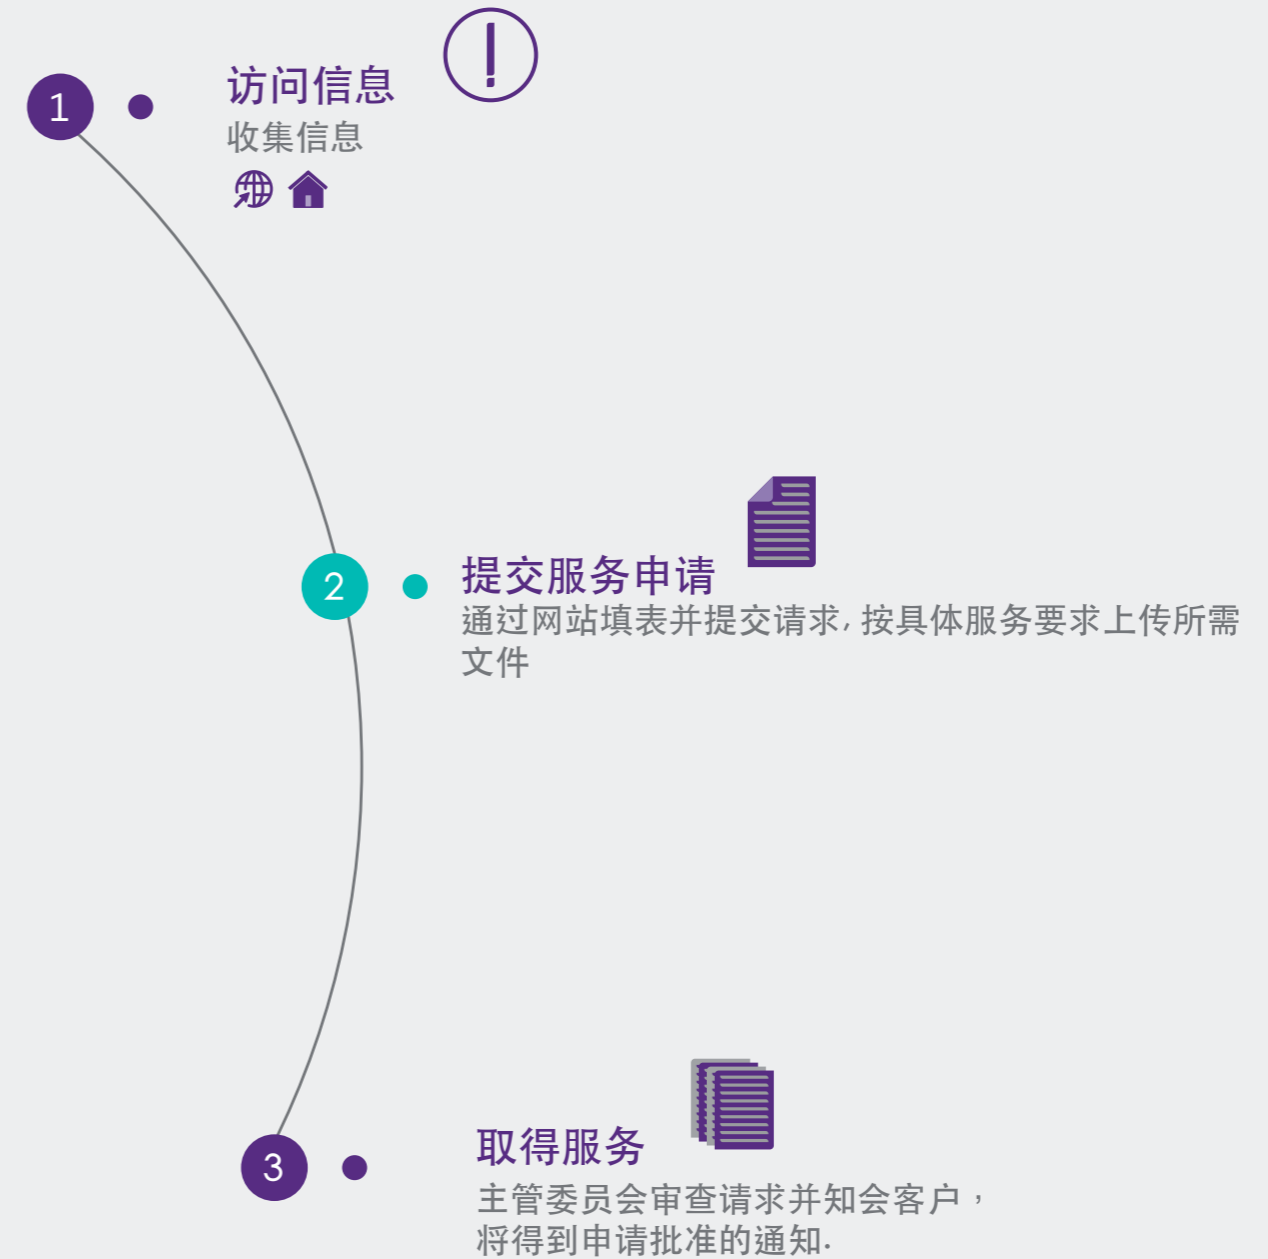 1
访问信息
收集信息
2
提交服务申请
通过网站填表并提交请求, 按具体服务要求上传所需
文件
3
取得服务
主管委员会审查请求并知会客户，
将得到申请批准的通知.